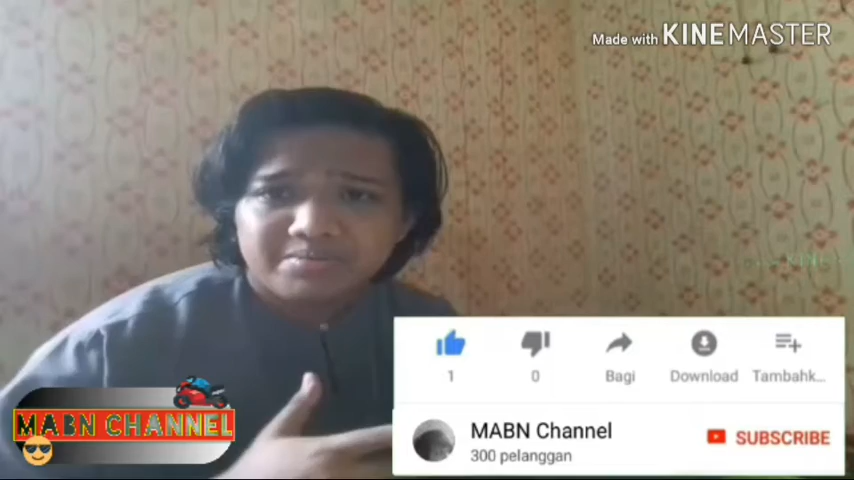 Made with KINEMASTER
1
0
Bagi
Download
Tambahk...
MABN CHANNEL
MABN Channel
SUBSCRIBE
300 pelanggan